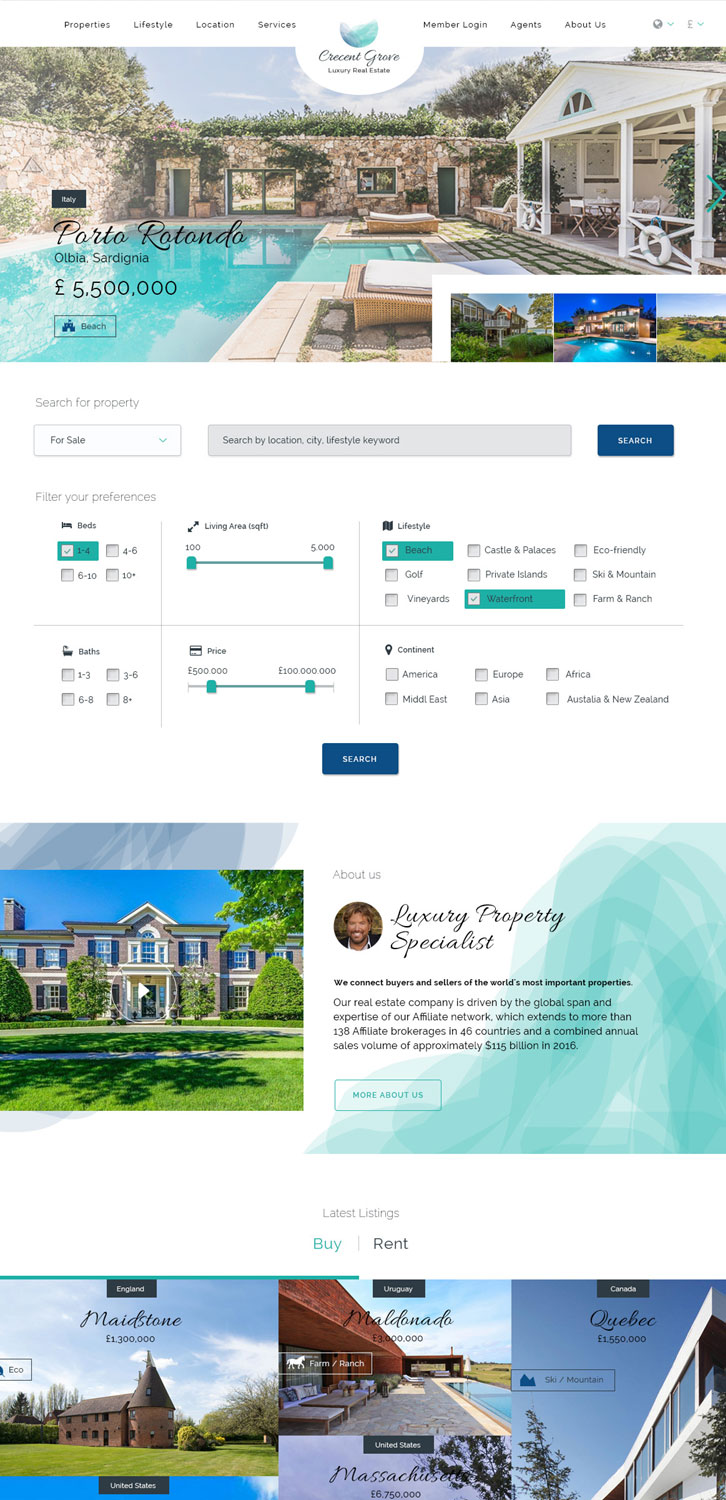 Properties Lifestyle Location Services
Member Login Agents About Us £
Crecent Grove
Luxury Real Estate
Italy
Porto Rotondo
Olbia, Sardignia
£ 5,500,000
Beach
Search for property
For Sale
Search by location, city, lifestyle keyword
SEARCH
Filter your preferences
Beds
1-4 4-6
6-10 10+
Living Area (sqft)
100 5.000
Lifestyle
Beach Castle & Palaces Eco-friendly
Golf Private Islands Ski & Mountain
Vineyards Waterfront Farm & Ranch
Baths
1-3 3-6
6-8 8+
Price
£500.000 £100.000.000
Continent
America Europe Africa
Middl East Asia Austalia & New Zealand
SEARCH
About us
Luxury Property
Specialist
We connect buyers and sellers of the world's most important properties.
Our real estate company is driven by the global span and
expertise of our Affiliate network, which extends to more than
138 Affiliate brokerages in 46 countries and a combined annual
sales volume of approximately $115 billion in 2016.
MORE ABOUT US
Latest Listings
Buy Rent
England
Maidstone
£1,300,000
Eco
Uruguay
Maldonado
£3,000,000
Farm / Ranch
Canada
Quebec
£1,550,000
Ski / Mountain
United States
Massachusetts
£6,750,000
United States